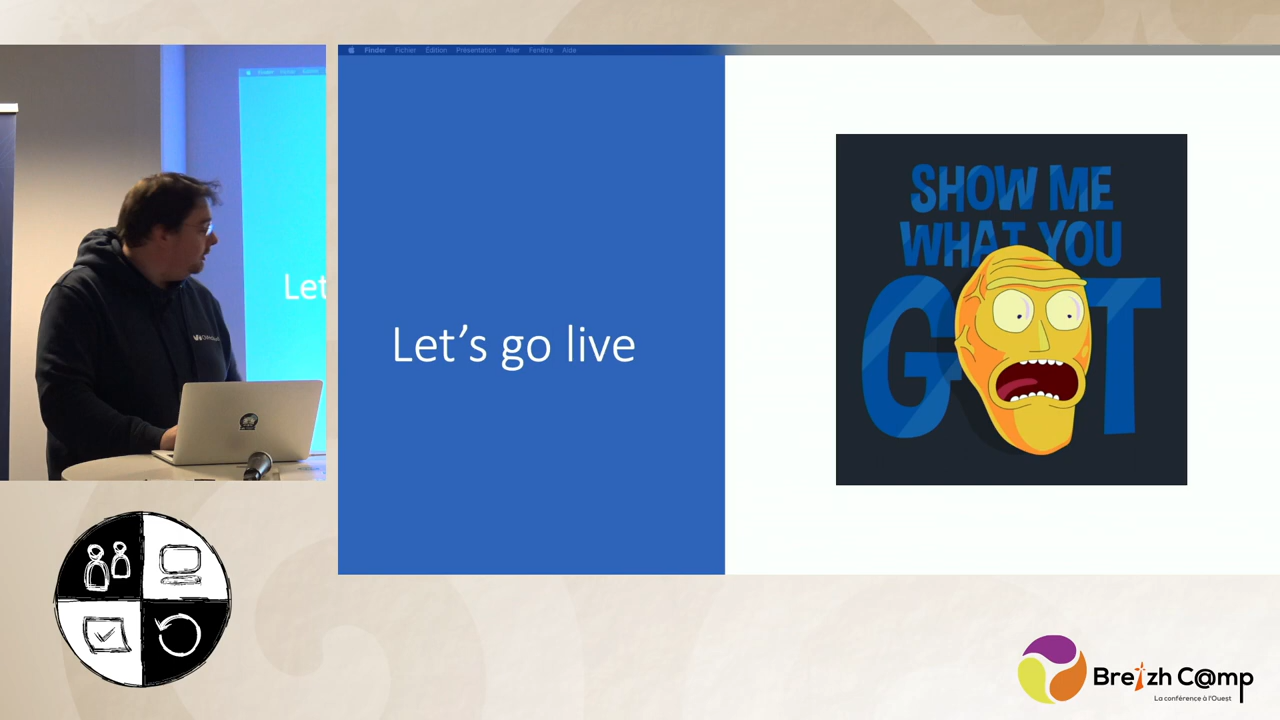 Finder Fichier Édition Présentation Aller Fenêtre Aide
Let
Let's go live
SHOW ME
WHAT YOU
GOT
Breizh C@mp
La conférence à l'Ouest